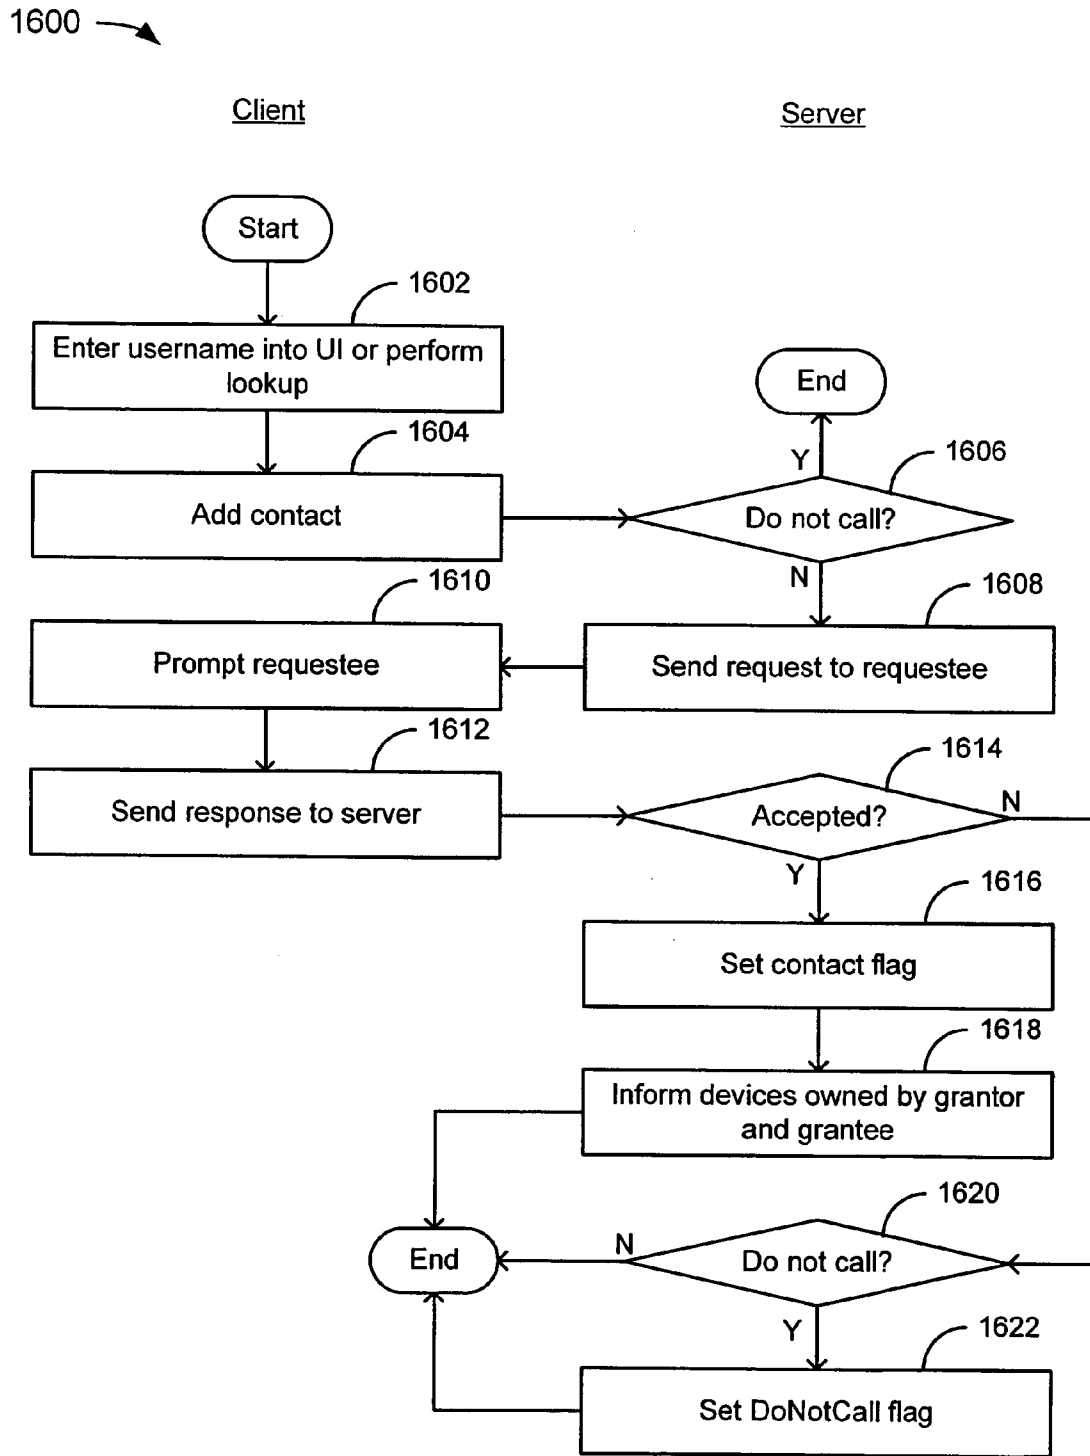 1600
Client
Server
Start
1602
Enter username into UI or perform
lookup
End
1604
Y
1606
Add contact
Do not call?
N
1610
1608
Prompt requestee
Send request to requestee
1612
1614
N
Send response to server
Accepted?
Y
1616
Set contact flag
1618
Inform devices owned by grantor
and grantee
1620
N
End
Do not call?
Y
1622
Set DoNotCall flag